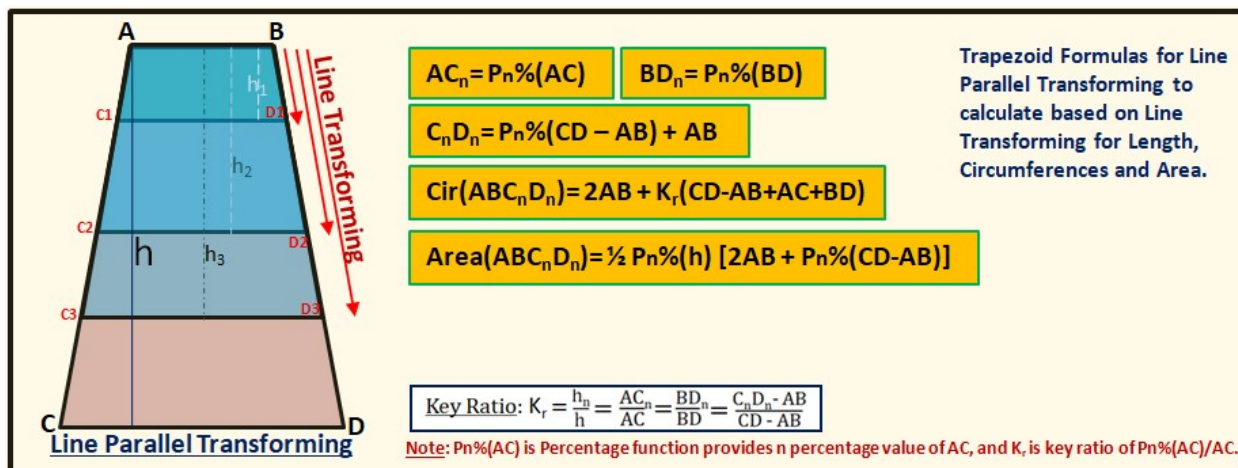 A B
h₁
C1 D1
h₂
C2 D2
h
h₃
C3 D3
C D
Line Transforming
Line Parallel Transforming
ACₙ= Pn%(AC) BDₙ= Pn%(BD)
CₙDₙ= Pn%(CD – AB) + AB
Cir(ABCₙDₙ)= 2AB + Kᵣ(CD-AB+AC+BD)
Area(ABCₙDₙ)= ½ Pn%(h) [2AB + Pn%(CD-AB)]
Trapezoid Formulas for Line
Parallel Transforming to
calculate based on Line
Transforming for Length,
Circumferences and Area.
Key Ratio: Kᵣ = hₙ/h = ACₙ/AC = BDₙ/BD = CₙDₙ- AB/CD - AB
Note: Pn%(AC) is Percentage function provides n percentage value of AC, and Kᵣ is key ratio of Pn%(AC)/AC.